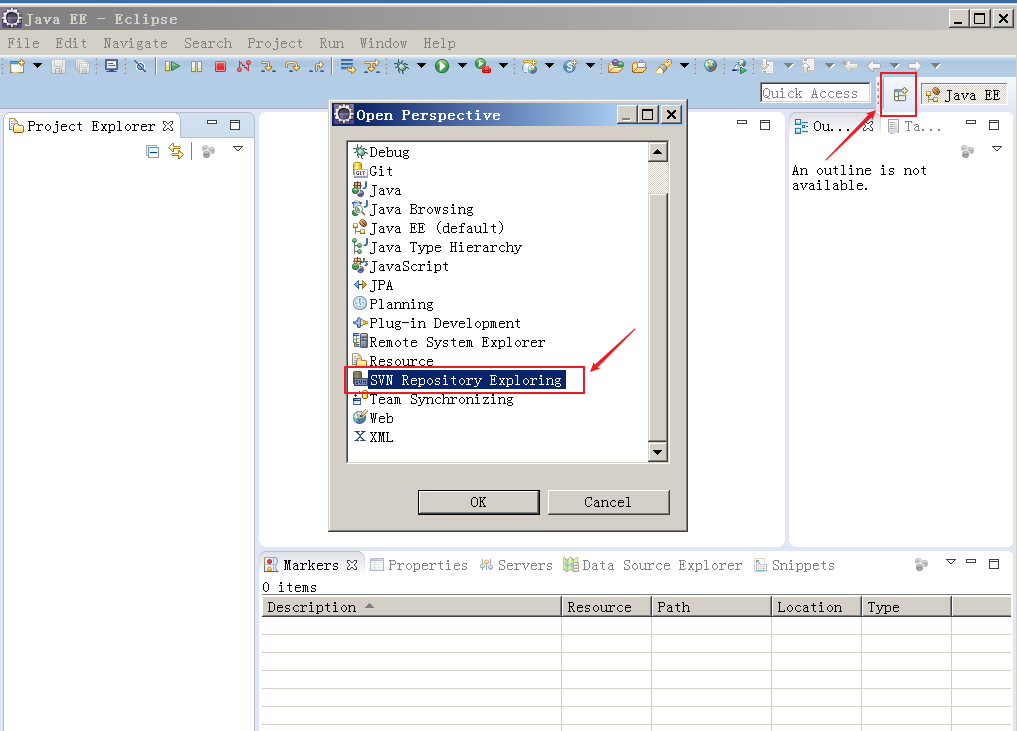 Java EE - Eclipse
File Edit Navigate Search Project Run Window Help
Quick Access
Java EE
Project Explorer
Open Perspective
Debug
Git
Java
Java Browsing
Java EE (default)
Java Type Hierarchy
JavaScript
JPA
Planning
Plug-in Development
Remote System Explorer
Resource
SVN Repository Exploring
Team Synchronizing
Web
XML
OK Cancel
Ou... Ta...
An outline is not
available.
Markers Properties Servers Data Source Explorer Snippets
0 items
Description Resource Path Location Type